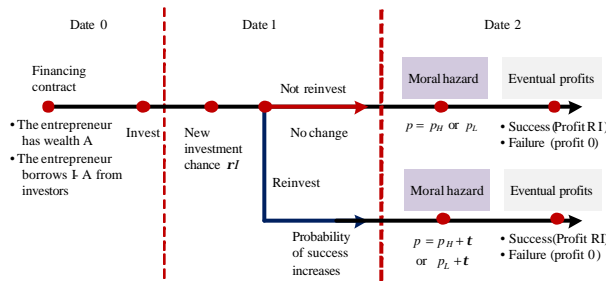 Date 0
Date 1
Date 2
Financing
contract
Moral hazard
Eventual profits
Not reinvest
• The entrepreneur
has wealth A
• The entrepreneur
borrows I- A from
investors
Invest
New
investment
chance rI
No change
p = pH or pL
• Success(Profit R I)
• Failure (profit 0)
Reinvest
Moral hazard
Eventual profits
Probability
of success
increases
p = pH + t
or pL + t
• Success(Profit RI)
• Failure (profit 0)